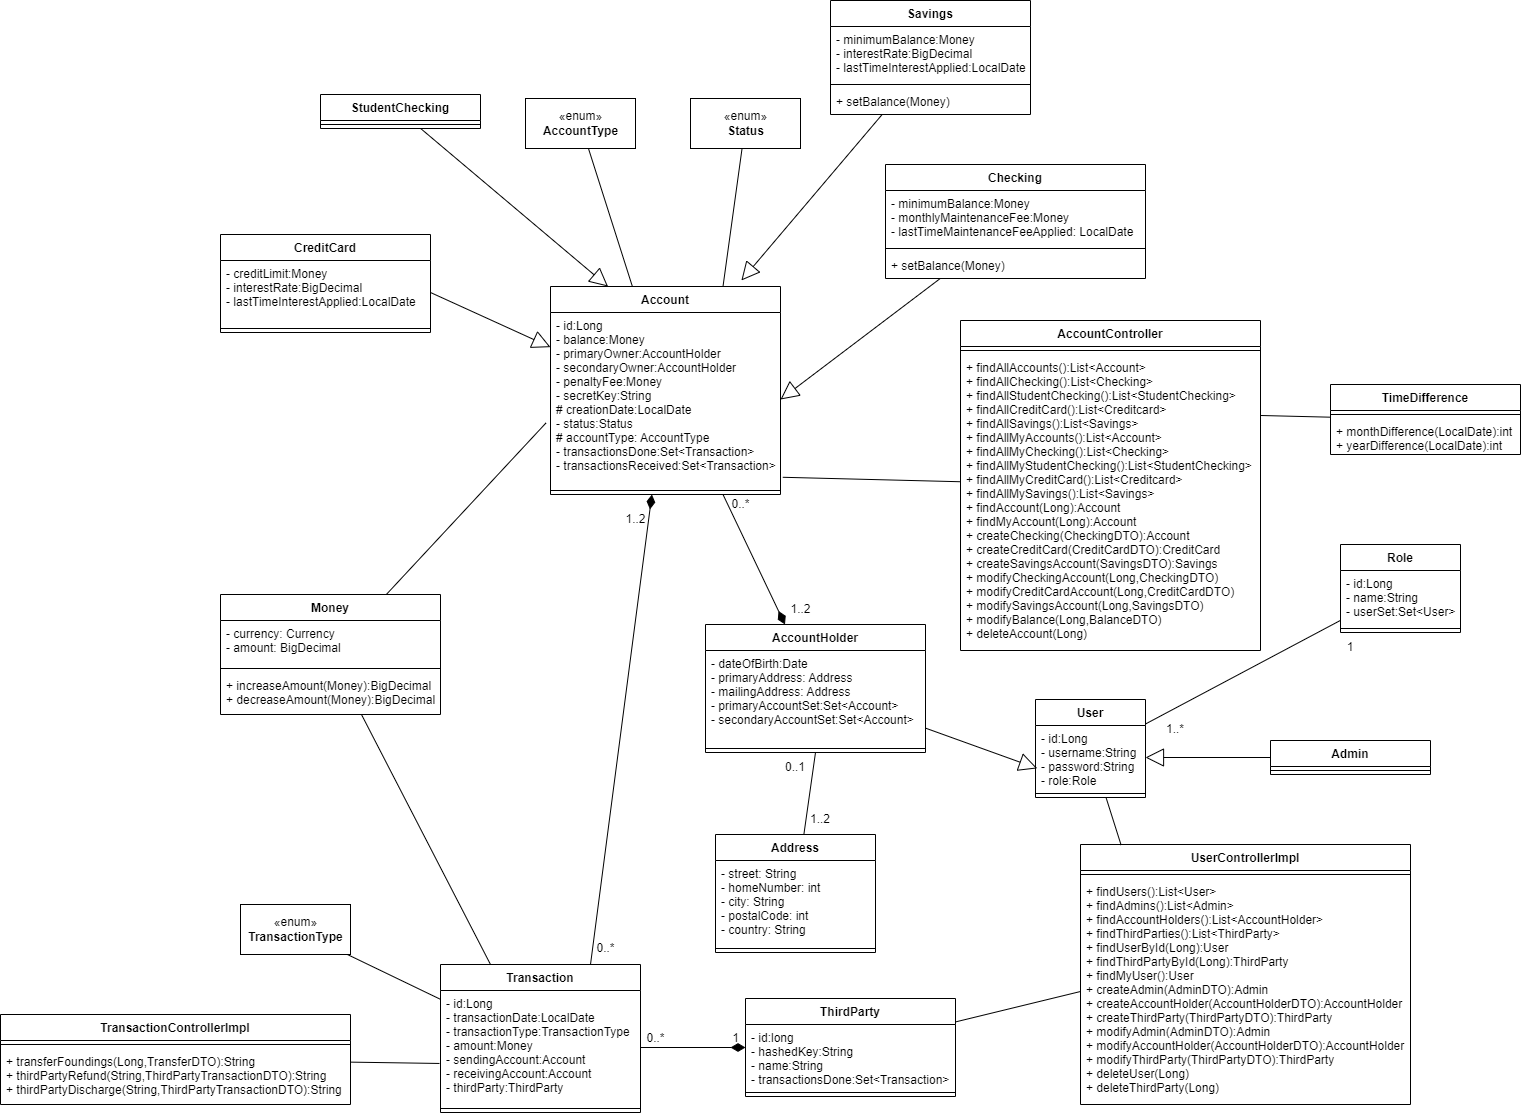 Savings
- minimumBalance:Money
- interestRate:BigDecimal
- lastTimeInterestApplied:LocalDate
+ setBalance(Money)
StudentChecking
«enum»
AccountType
«enum»
Status
Checking
- minimumBalance:Money
- monthlyMaintenanceFee:Money
- lastTimeMaintenanceFeeApplied: LocalDate
+ setBalance(Money)
CreditCard
- creditLimit:Money
- interestRate:BigDecimal
- lastTimeInterestApplied:LocalDate
Account
- id:Long
- balance:Money
- primaryOwner:AccountHolder
- secondaryOwner:AccountHolder
- penaltyFee:Money
- secretKey:String
# creationDate:LocalDate
- status:Status
# accountType: AccountType
- transactionsDone:Set<Transaction>
- transactionsReceived:Set<Transaction>
1..2
0..*
AccountController
+ findAllAccounts():List<Account>
+ findAllChecking():List<Checking>
+ findAllStudentChecking():List<StudentChecking>
+ findAllCreditCard():List<Creditcard>
+ findAllSavings():List<Savings>
+ findAllMyAccounts():List<Account>
+ findAllMyChecking():List<Checking>
+ findAllMyStudentChecking():List<StudentChecking>
+ findAllMyCreditCard():List<Creditcard>
+ findAllMySavings():List<Savings>
+ findAccount(Long):Account
+ findMyAccount(Long):Account
+ createChecking(CheckingDTO):Account
+ createCreditCard(CreditCardDTO):CreditCard
+ createSavingsAccount(SavingsDTO):Savings
+ modifyCheckingAccount(Long,CheckingDTO)
+ modifyCreditCardAccount(Long,CreditCardDTO)
+ modifySavingsAccount(Long,SavingsDTO)
+ modifyBalance(Long,BalanceDTO)
+ deleteAccount(Long)
TimeDifference
+ monthDifference(LocalDate):int
+ yearDifference(LocalDate):int
Role
- id:Long
- name:String
- userSet:Set<User>
1
Money
- currency: Currency
- amount: BigDecimal
+ increaseAmount(Money):BigDecimal
+ decreaseAmount(Money):BigDecimal
1..2
AccountHolder
- dateOfBirth:Date
- primaryAddress: Address
- mailingAddress: Address
- primaryAccountSet:Set<Account>
- secondaryAccountSet:Set<Account>
0..1
User
- id:Long
- username:String
- password:String
- role:Role
1..*
Admin
1..2
Address
- street: String
- homeNumber: int
- city: String
- postalCode: int
- country: String
UserControllerImpl
+ findUsers():List<User>
+ findAdmins():List<Admin>
+ findAccountHolders():List<AccountHolder>
+ findThirdParties():List<ThirdParty>
+ findUserById(Long):User
+ findThirdPartyById(Long):ThirdParty
+ findMyUser():User
+ createAdmin(AdminDTO):Admin
+ createAccountHolder(AccountHolderDTO):AccountHolder
+ createThirdParty(ThirdPartyDTO):ThirdParty
+ modifyAdmin(AdminDTO):Admin
+ modifyAccountHolder(AccountHolderDTO):AccountHolder
+ modifyThirdParty(ThirdPartyDTO):ThirdParty
+ deleteUser(Long)
+ deleteThirdParty(Long)
«enum»
TransactionType
0..*
Transaction
- id:Long
- transactionDate:LocalDate
- transactionType:TransactionType
- amount:Money
- sendingAccount:Account
- receivingAccount:Account
- thirdParty:ThirdParty
0..*
1
ThirdParty
- id:long
- hashedKey:String
- name:String
- transactionsDone:Set<Transaction>
TransactionControllerImpl
+ transferFoundings(Long,TransferDTO):String
+ thirdPartyRefund(String,ThirdPartyTransactionDTO):String
+ thirdPartyDischarge(String,ThirdPartyTransactionDTO):String